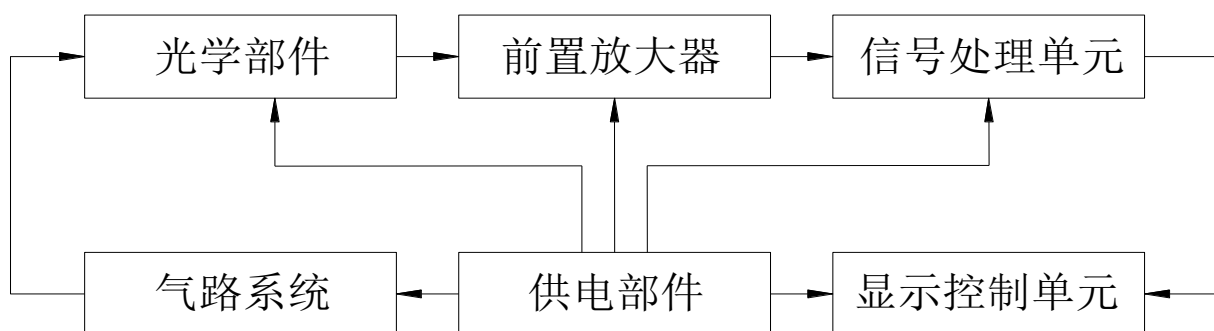 光学部件
前置放大器
信号处理单元
气路系统
供电部件
显示控制单元